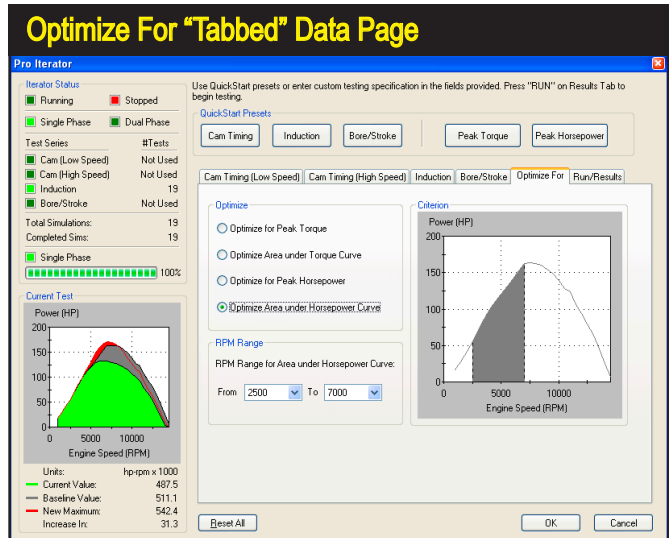 Optimize For “Tabbed” Data Page
Pro Iterator
Iterator Status
Running
Stopped
Single Phase
Dual Phase
Test Series #Tests
Cam (Low Speed) Not Used
Cam (High Speed) Not Used
Induction 19
Bore/Stroke Not Used
Total Simulations: 19
Completed Sims: 19
Single Phase
100%
Current Test
Power (HP)
200
150
100
50
0
0 5000 10000
Engine Speed (RPM)
Units: hp-rpm x 1000
Current Value: 487.5
Baseline Value: 511.1
New Maximum: 542.4
Increase In: 31.3
Use QuickStart presets or enter custom testing specification in the fields provided. Press "RUN" on Results Tab to
begin testing.
QuickStart Presets
Cam Timing
Induction
Bore/Stroke
Peak Torque
Peak Horsepower
Cam Timing (Low Speed)
Cam Timing (High Speed)
Induction
Bore/Stroke
Optimize For
Run/Results
Optimize
Optimize for Peak Torque
Optimize Area under Torque Curve
Optimize for Peak Horsepower
Optimize Area under Horsepower Curve
RPM Range
RPM Range for Area under Horsepower Curve:
From 2500 To 7000
Criterion
Power (HP)
200
150
100
50
0
0 5000 10000
Engine Speed (RPM)
Reset All
OK
Cancel